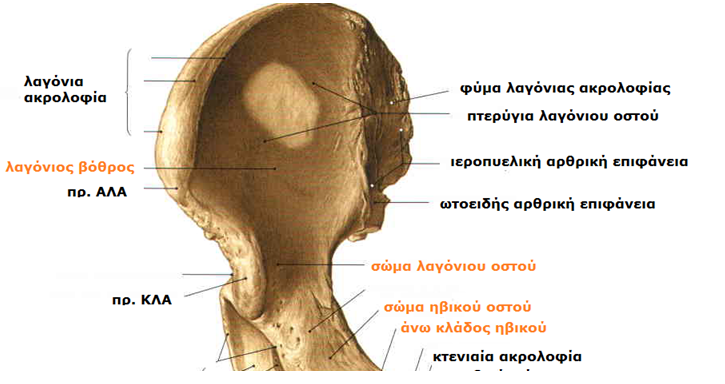 λαγόνια
ακρολοφία
φύμα λαγόνιας ακρολοφίας
πτερύγια λαγόνιου οστού
ιεροπυελική αρθρική επιφάνεια
λαγόνιος βόθρος
πρ. ΑΛΑ
ωτοειδής αρθρική επιφάνεια
σώμα λαγόνιου οστού
πρ. ΚΛΑ
σώμα ηβικού οστού
άνω κλάδος ηβικού
κτενιαία ακρολοφία